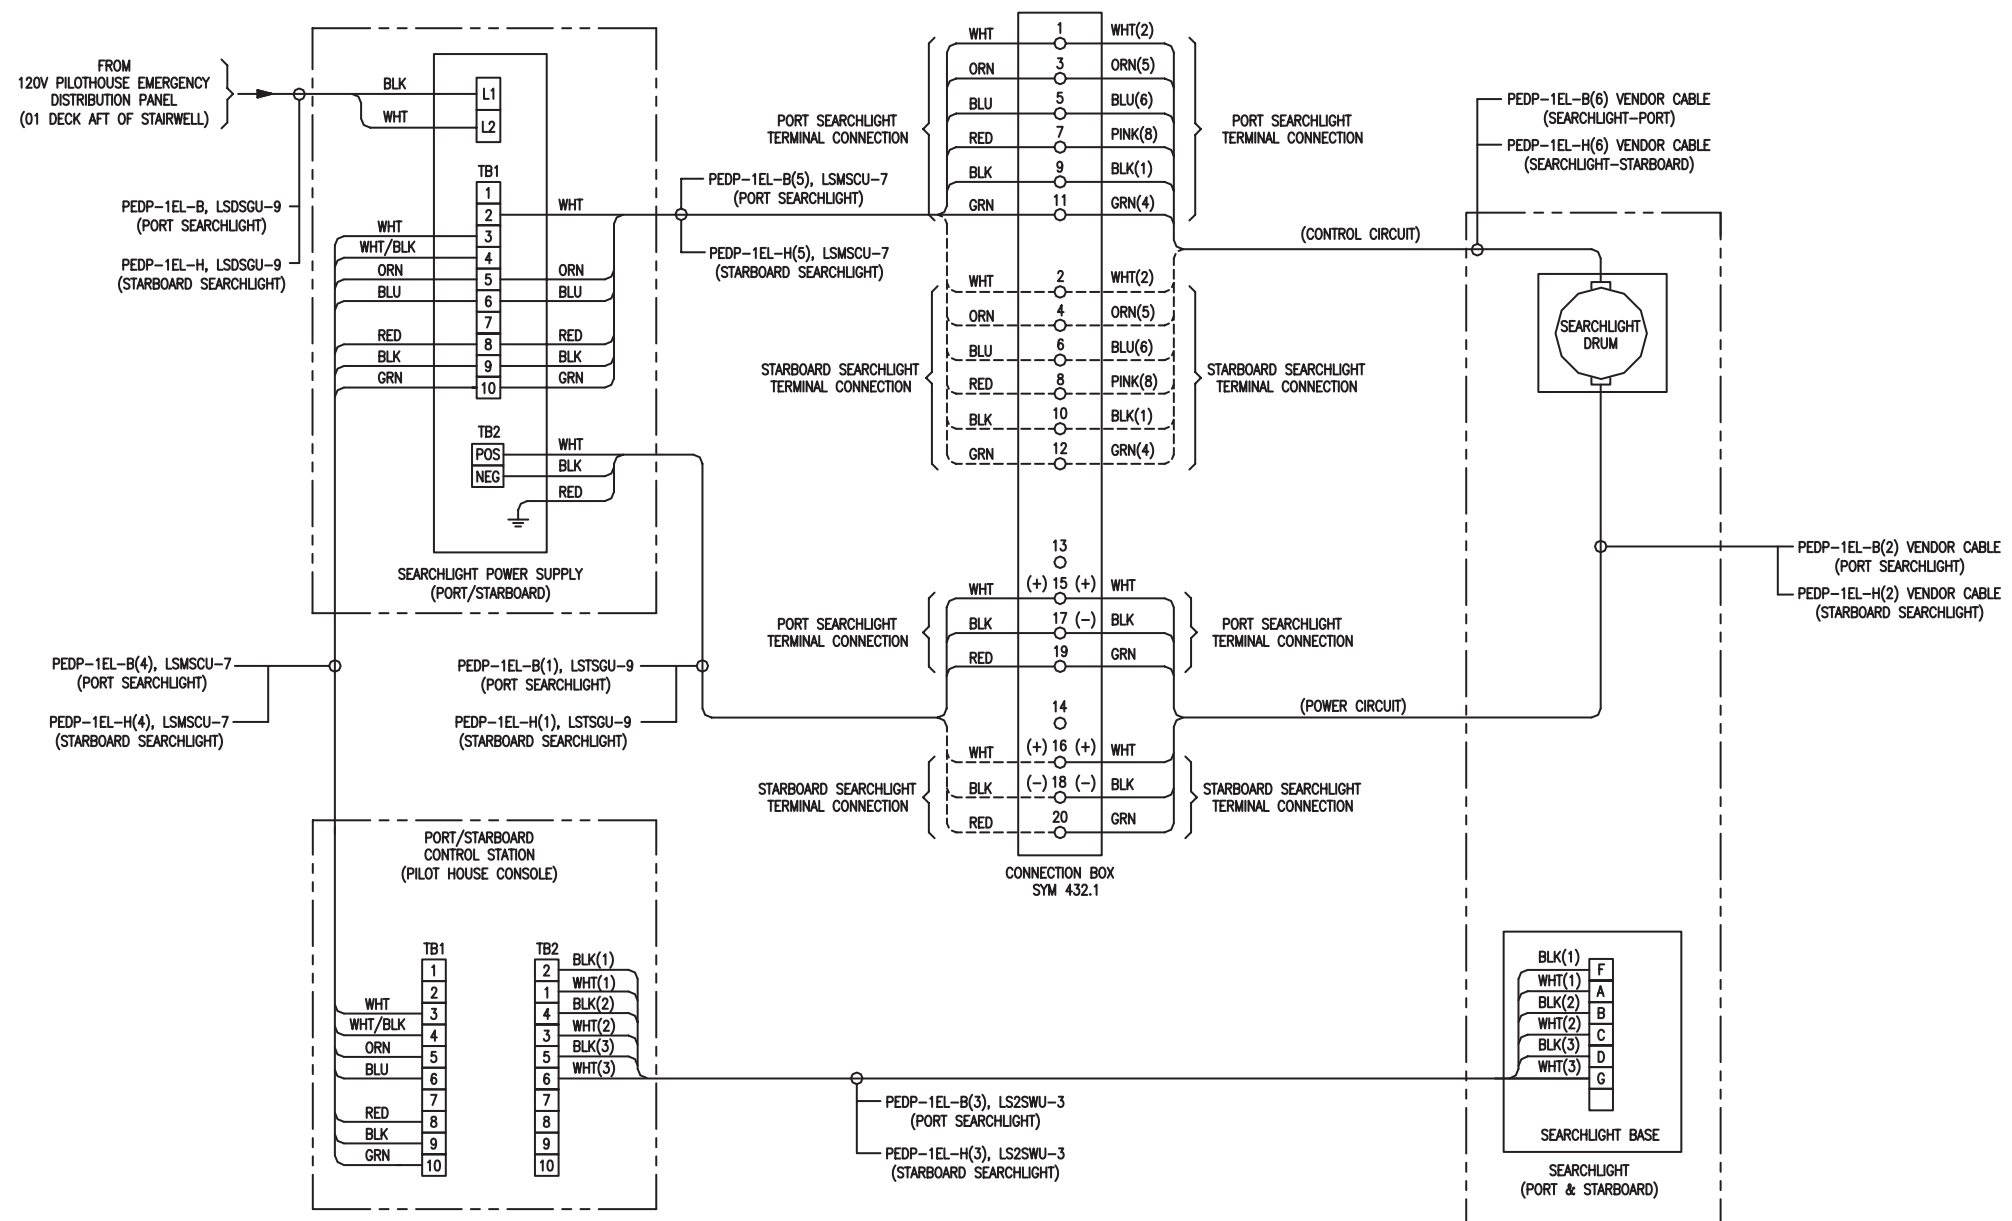 FROM
120V PILOTHOUSE EMERGENCY
DISTRIBUTION PANEL
(01 DECK AFT OF STAIRWELL)
BLK
WHT
L1
L2
PEDP-1EL-B, LSDSGU-9
(PORT SEARCHLIGHT)
PEDP-1EL-H, LSDSGU-9
(STARBOARD SEARCHLIGHT)
TB1
1
2
3
4
5
6
7
8
9
10
WHT
WHT/BLK
ORN
BLU
RED
BLK
GRN
WHT
ORN
BLU
RED
BLK
GRN
TB2
POS
NEG
WHT
BLK
RED
SEARCHLIGHT POWER SUPPLY
(PORT/STARBOARD)
PEDP-1EL-B(5), LSMSCU-7
(PORT SEARCHLIGHT)
PEDP-1EL-H(5), LSMSCU-7
(STARBOARD SEARCHLIGHT)
PEDP-1EL-B(4), LSMSCU-7
(PORT SEARCHLIGHT)
PEDP-1EL-H(4), LSMSCU-7
(STARBOARD SEARCHLIGHT)
PEDP-1EL-B(1), LSTSGU-9
(PORT SEARCHLIGHT)
PEDP-1EL-H(1), LSTSGU-9
(STARBOARD SEARCHLIGHT)
PORT SEARCHLIGHT
TERMINAL CONNECTION
WHT 1 WHT(2)
ORN 3 ORN(5)
BLU 5 BLU(6)
RED 7 PINK(8)
BLK 9 BLK(1)
GRN 11 GRN(4)
PORT SEARCHLIGHT
TERMINAL CONNECTION
STARBOARD SEARCHLIGHT
TERMINAL CONNECTION
WHT 2 WHT(2)
ORN 4 ORN(5)
BLU 6 BLU(6)
RED 8 PINK(8)
BLK 10 BLK(1)
GRN 12 GRN(4)
STARBOARD SEARCHLIGHT
TERMINAL CONNECTION
13
PORT SEARCHLIGHT
TERMINAL CONNECTION
WHT (+) 15 (+) WHT
BLK 17 (-) BLK
RED 19 GRN
PORT SEARCHLIGHT
TERMINAL CONNECTION
14
STARBOARD SEARCHLIGHT
TERMINAL CONNECTION
WHT (+) 16 (+) WHT
BLK (-) 18 (-) BLK
RED 20 GRN
STARBOARD SEARCHLIGHT
TERMINAL CONNECTION
CONNECTION BOX
SYM 432.1
(CONTROL CIRCUIT)
(POWER CIRCUIT)
PEDP-1EL-B(6) VENDOR CABLE
(SEARCHLIGHT-PORT)
PEDP-1EL-H(6) VENDOR CABLE
(SEARCHLIGHT-STARBOARD)
SEARCHLIGHT
DRUM
PEDP-1EL-B(2) VENDOR CABLE
(PORT SEARCHLIGHT)
PEDP-1EL-H(2) VENDOR CABLE
(STARBOARD SEARCHLIGHT)
PORT/STARBOARD
CONTROL STATION
(PILOT HOUSE CONSOLE)
TB1
1
2
3
4
5
6
7
8
9
10
WHT
WHT/BLK
ORN
BLU
RED
BLK
GRN
TB2
2 BLK(1)
1 WHT(1)
4 BLK(2)
3 WHT(2)
5 BLK(3)
6 WHT(3)
7
8
9
10
PEDP-1EL-B(3), LS2SWU-3
(PORT SEARCHLIGHT)
PEDP-1EL-H(3), LS2SWU-3
(STARBOARD SEARCHLIGHT)
BLK(1) F
WHT(1) A
BLK(2) B
WHT(2) C
BLK(3) D
WHT(3) G
SEARCHLIGHT BASE
SEARCHLIGHT
(PORT & STARBOARD)